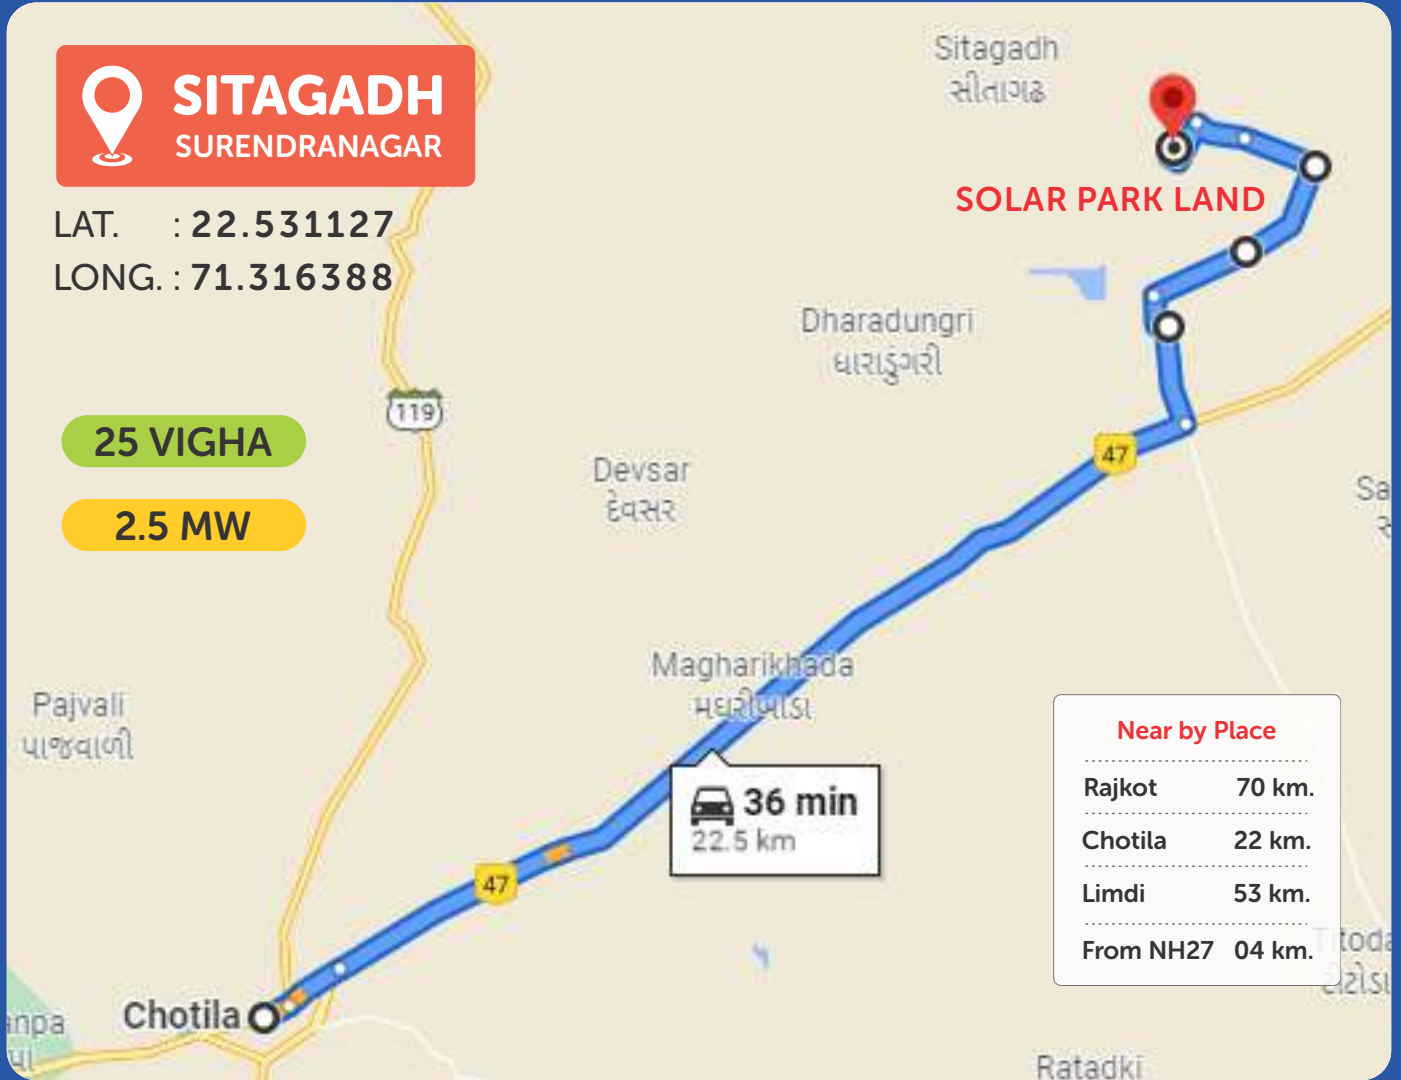 SITAGADH
SURENDRANAGAR
LAT. : 22.531127
LONG. : 71.316388
25 VIGHA
2.5 MW
Sitagadh
સીતાગઢ
SOLAR PARK LAND
Dharadungri
ધારાડુંગરી
119
47
Devsar
દેવસર
Magharikhada
મઘરીખાડા
Pajvali
પાજવાળી
36 min
22.5 km
47
Chotila
Near by Place
Rajkot 70 km.
Chotila 22 km.
Limdi 53 km.
From NH27 04 km.
Ratadki